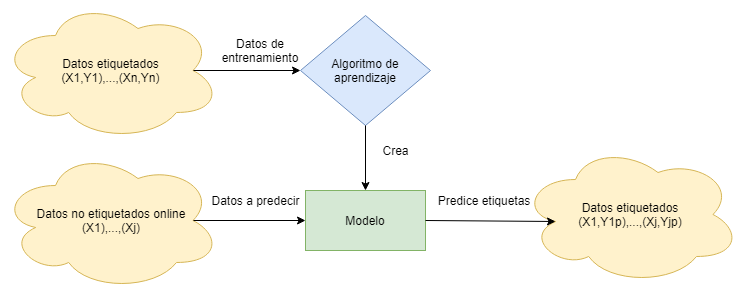 Datos etiquetados
(X1,Y1),...,(Xn,Yn)
Datos de
entrenamiento
Algoritmo de
aprendizaje
Crea
Datos no etiquetados online
(X1),...,(Xj)
Datos a predecir
Modelo
Predice etiquetas
Datos etiquetados
(X1,Y1p),...,(Xj,Yjp)